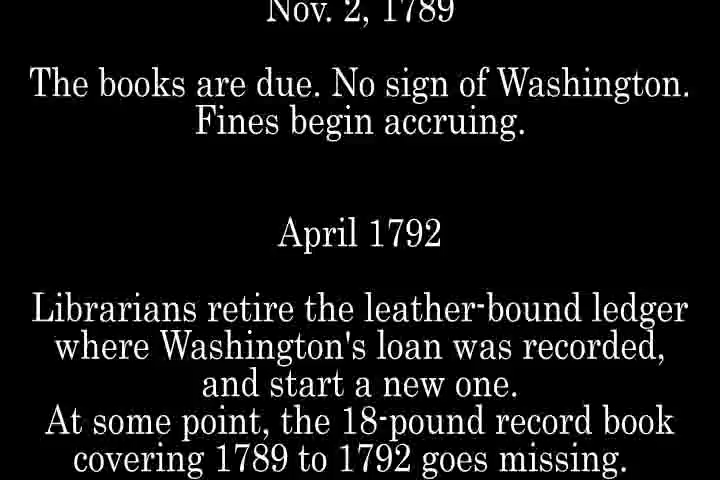 Nov. 2, 1789
The books are due. No sign of Washington.
Fines begin accruing.
April 1792
Librarians retire the leather-bound ledger
where Washington's loan was recorded,
and start a new one.
At some point, the 18-pound record book
covering 1789 to 1792 goes missing.